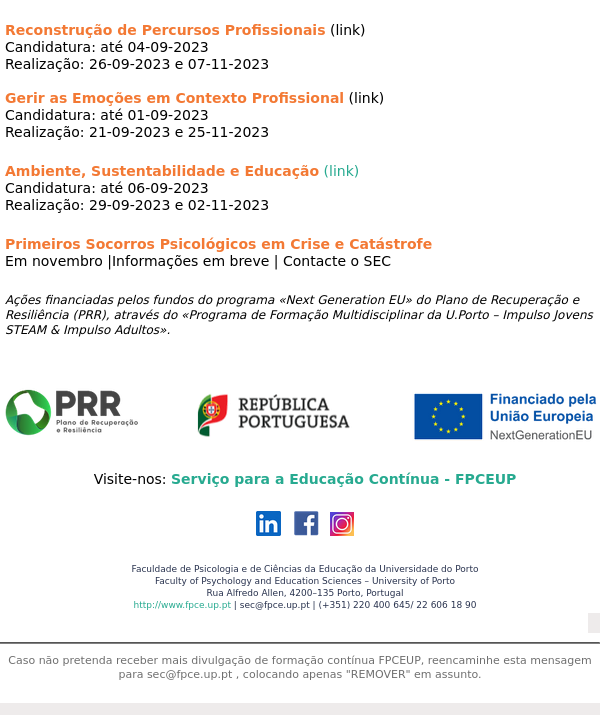 Reconstrução de Percursos Profissionais (link)
Candidatura: até 04-09-2023
Realização: 26-09-2023 e 07-11-2023
Gerir as Emoções em Contexto Profissional (link)
Candidatura: até 01-09-2023
Realização: 21-09-2023 e 25-11-2023
Ambiente, Sustentabilidade e Educação (link)
Candidatura: até 06-09-2023
Realização: 29-09-2023 e 02-11-2023
Primeiros Socorros Psicológicos em Crise e Catástrofe
Em novembro |Informações em breve | Contacte o SEC
Ações financiadas pelos fundos do programa «Next Generation EU» do Plano de Recuperação e
Resiliência (PRR), através do «Programa de Formação Multidisciplinar da U.Porto – Impulso Jovens
STEAM & Impulso Adultos».
PRR
Plano de Recuperação
e Resiliência
REPÚBLICA
PORTUGUESA
Financiado pela
União Europeia
NextGenerationEU
Visite-nos: Serviço para a Educação Contínua - FPCEUP
Faculdade de Psicologia e de Ciências da Educação da Universidade do Porto
Faculty of Psychology and Education Sciences – University of Porto
Rua Alfredo Allen, 4200–135 Porto, Portugal
http://www.fpce.up.pt | sec@fpce.up.pt | (+351) 220 400 645/ 22 606 18 90
Caso não pretenda receber mais divulgação de formação contínua FPCEUP, reencaminhe esta mensagem
para sec@fpce.up.pt , colocando apenas "REMOVER" em assunto.